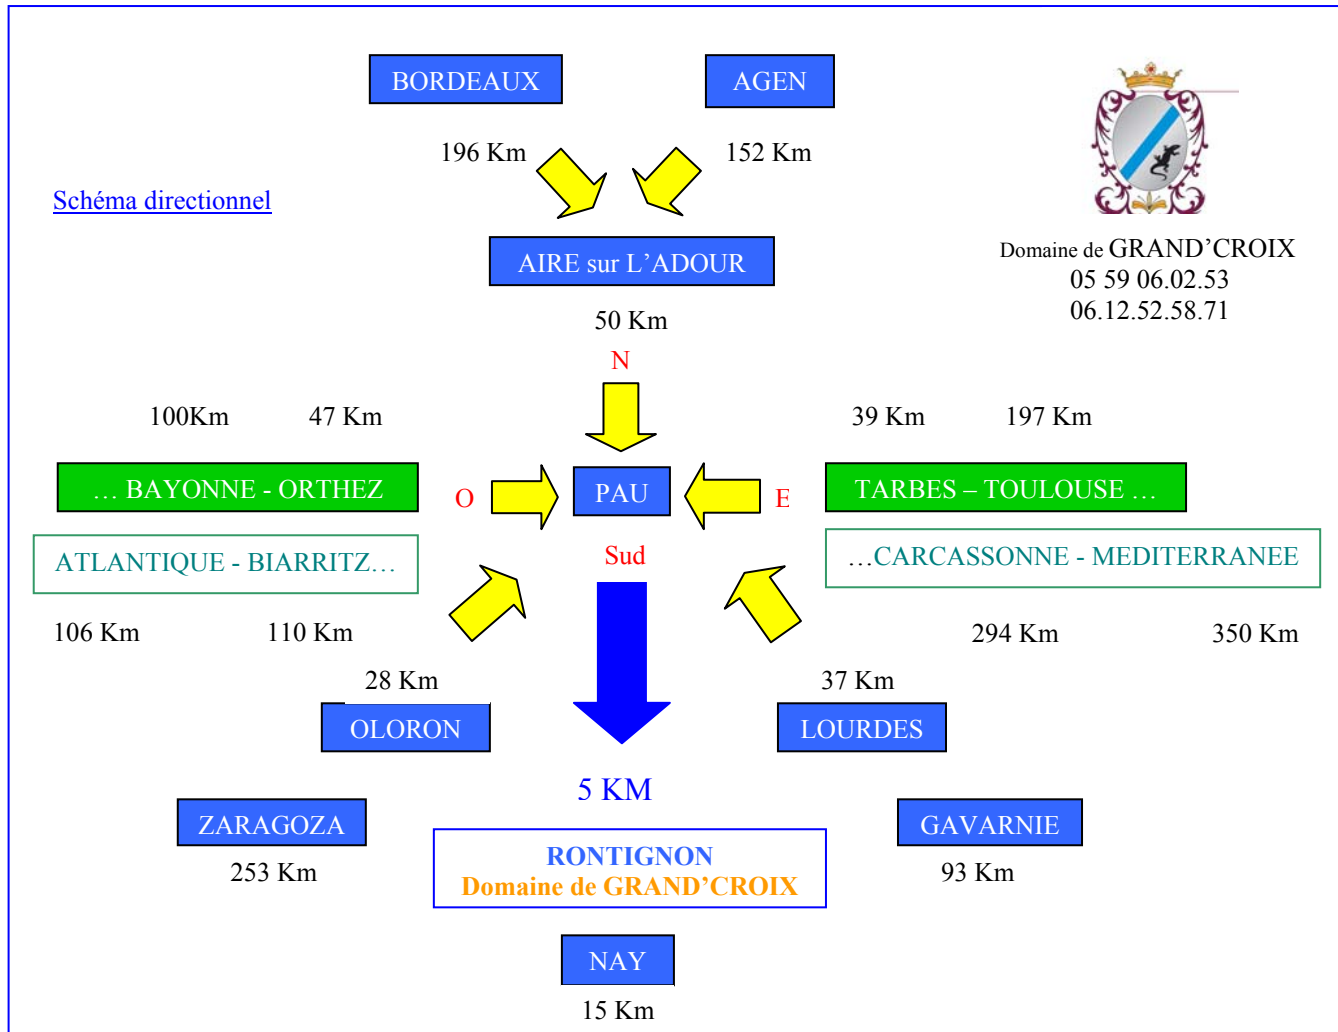 BORDEAUX
AGEN
196 Km
152 Km
Schéma directionnel
AIRE sur L'ADOUR
Domaine de GRAND'CROIX
05 59 06.02.53
06.12.52.58.71
50 Km
N
100Km
47 Km
39 Km
197 Km
… BAYONNE - ORTHEZ
O
PAU
E
TARBES – TOULOUSE …
ATLANTIQUE - BIARRITZ…
Sud
…CARCASSONNE - MEDITERRANEE
106 Km
110 Km
294 Km
350 Km
28 Km
37 Km
OLORON
LOURDES
5 KM
ZARAGOZA
GAVARNIE
253 Km
93 Km
RONTIGNON
Domaine de GRAND'CROIX
NAY
15 Km